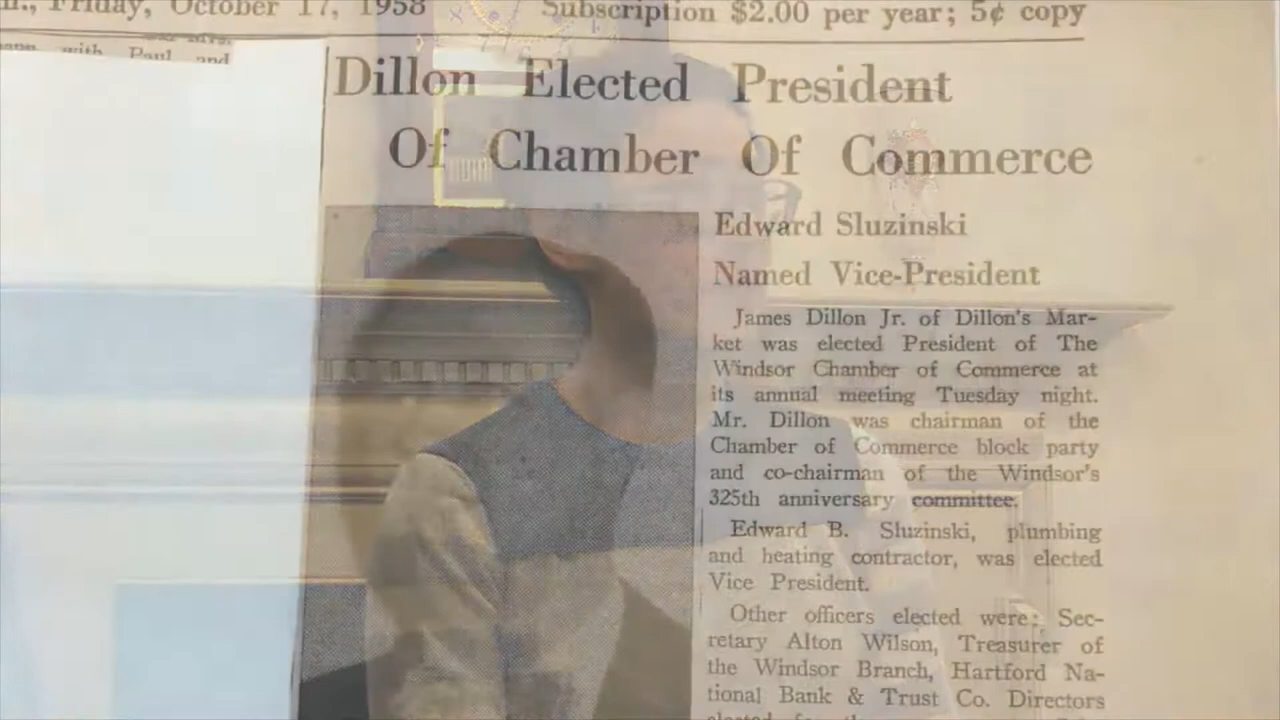 Friday, October 17, 1958
Subscription $2.00 per year; 5¢ copy
with Paul and
Dillon Elected President
Of Chamber Of Commerce
Edward Sluzinski
Named Vice-President
James Dillon Jr. of Dillon's Mar-
ket was elected President of The
Windsor Chamber of Commerce at
its annual meeting Tuesday night.
Mr. Dillon was chairman of the
Chamber of Commerce block party
and co-chairman of the Windsor's
325th anniversary committee.
Edward B. Sluzinski, plumbing
and heating contractor, was elected
Vice President.
Other officers elected were: Sec-
retary Alton Wilson, Treasurer of
the Windsor Branch, Hartford Na-
tional Bank & Trust Co. Directors